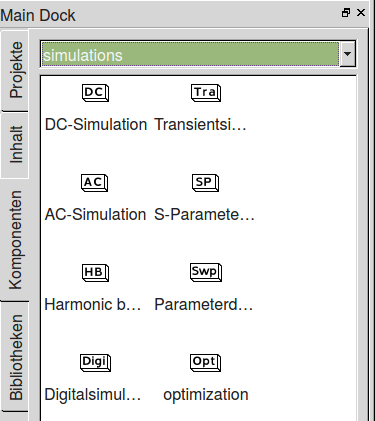 Main Dock
Projekte
Inhalt
Komponenten
Bibliotheken
simulations
DC Tra
DC-Simulation Transientsi...
AC SP
AC-Simulation S-Paramete...
HB Swp
Harmonic b... Parameterd...
Digi Opt
Digitalsimul... optimization